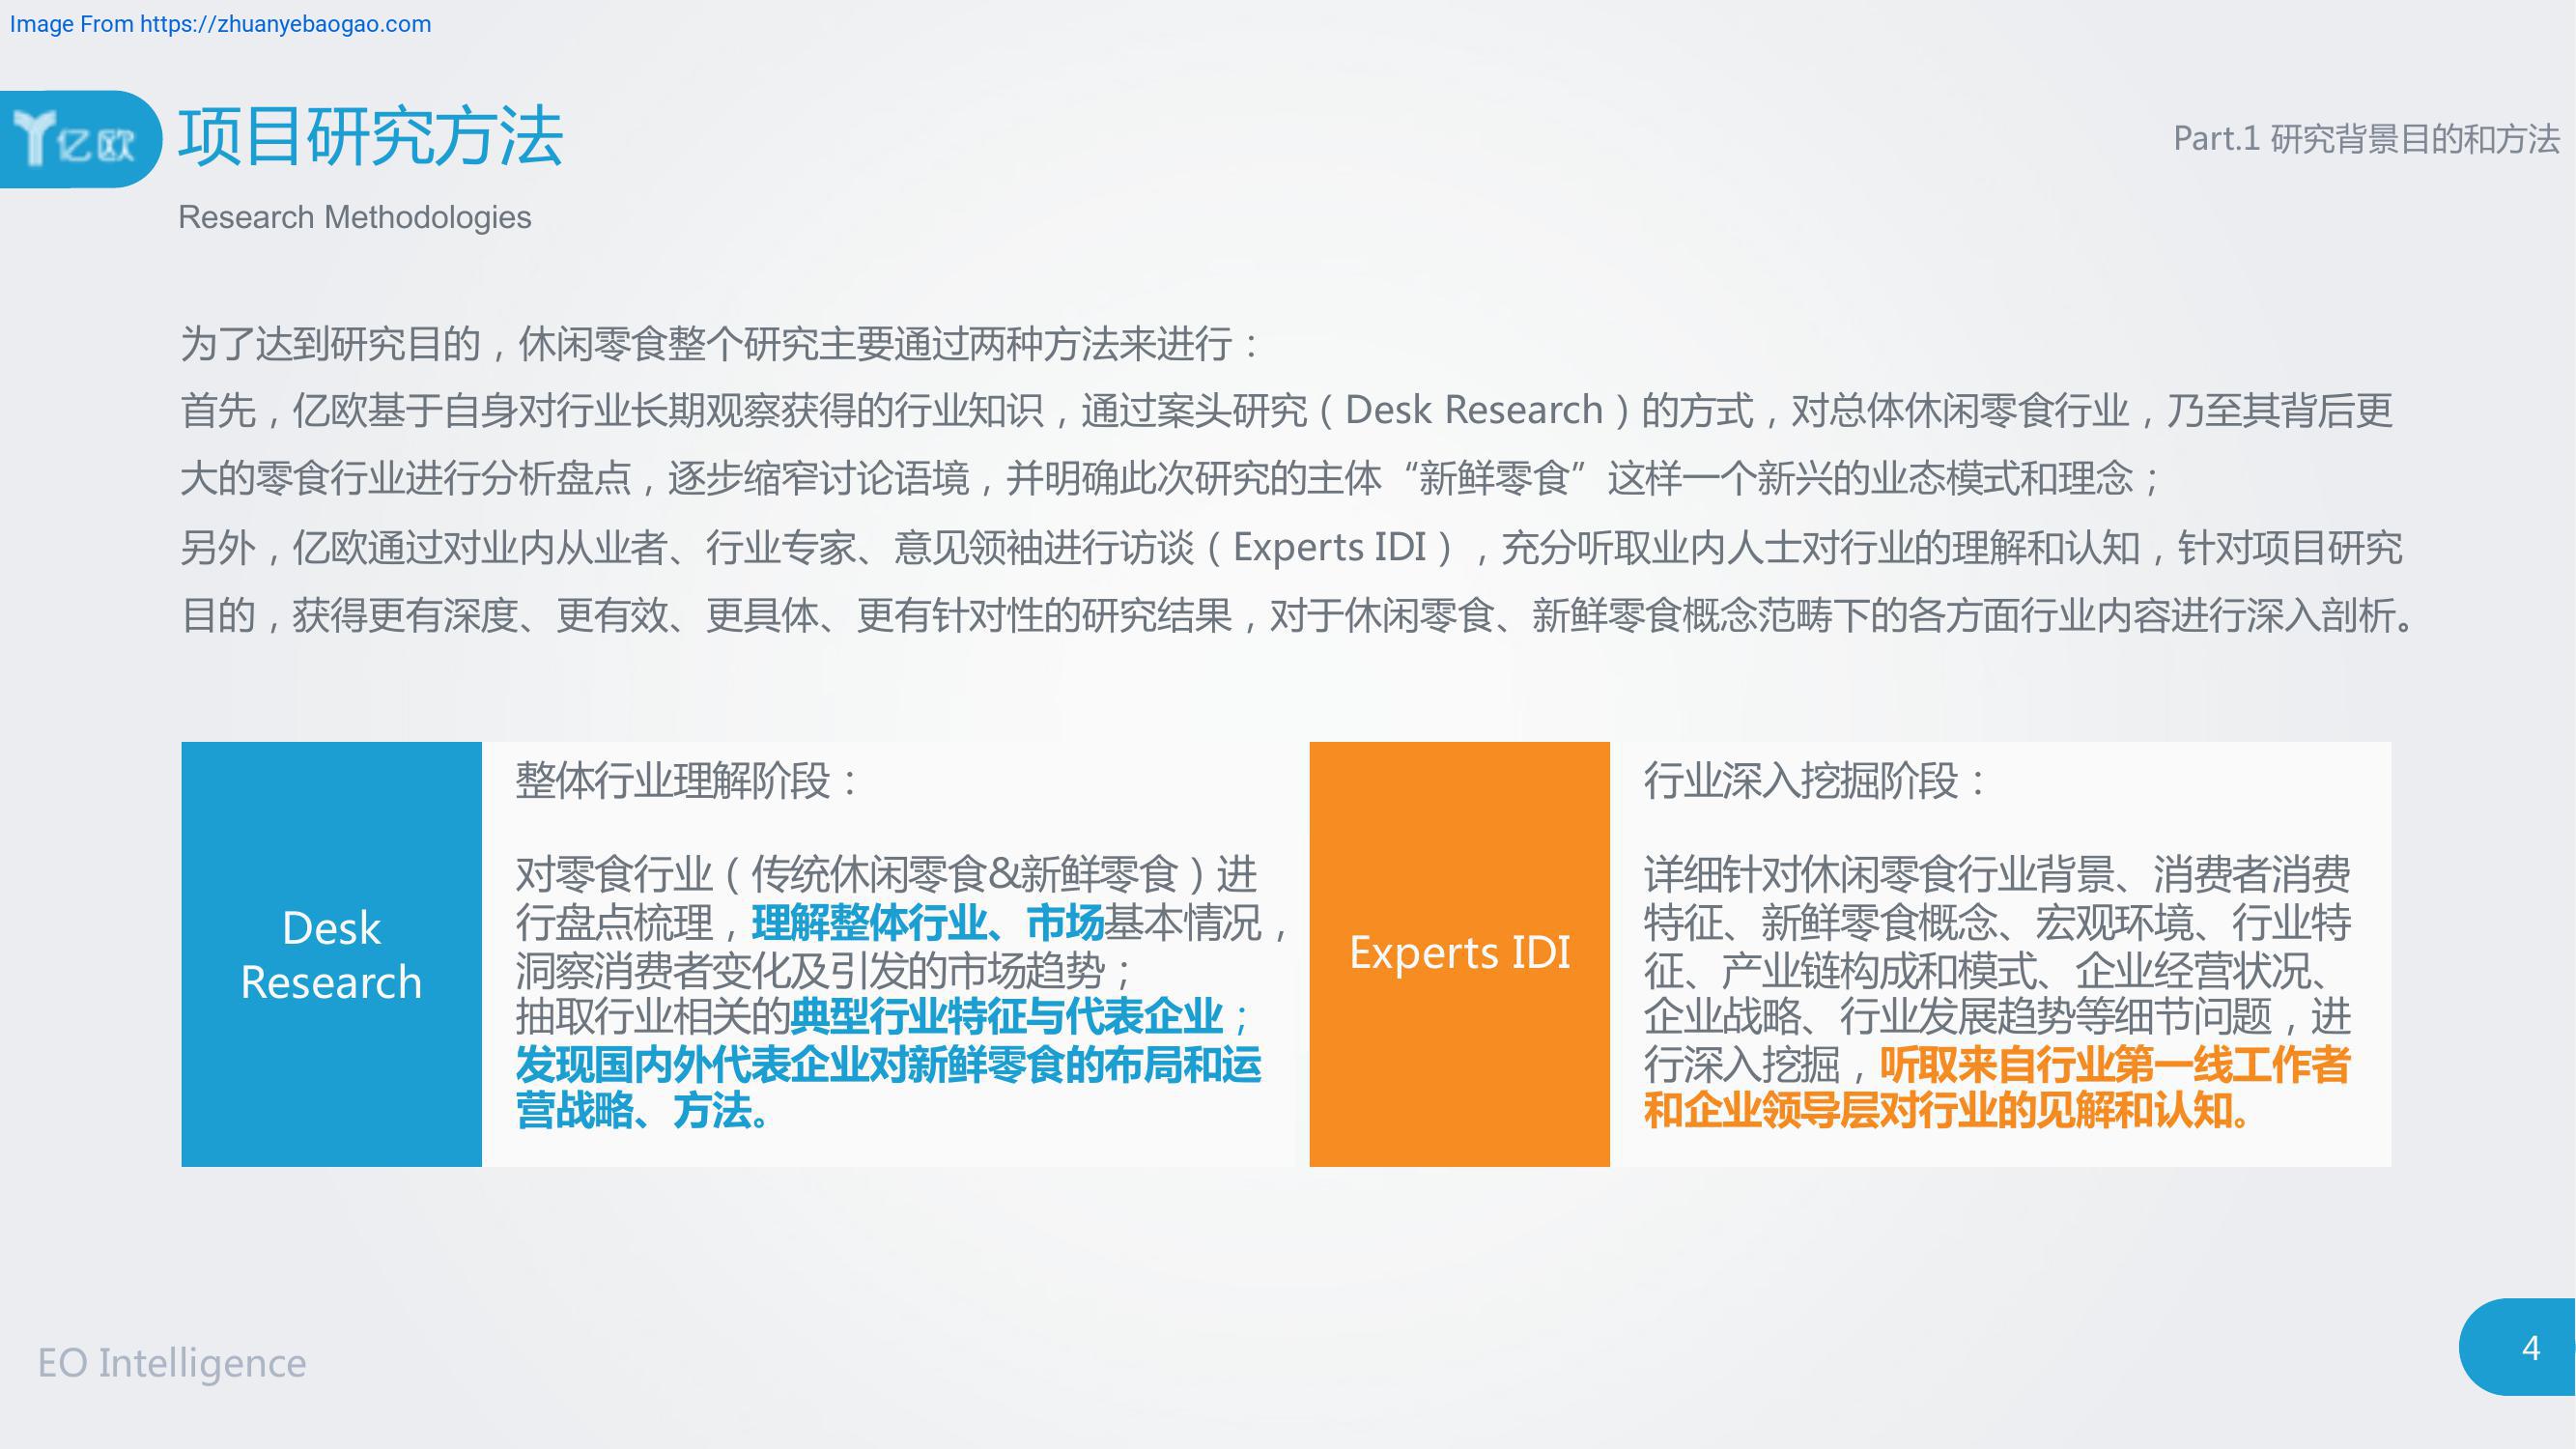 Image From https://zhuanyebaogao.com
亿欧
项目研究方法
Part.1 研究背景目的和方法
Research Methodologies
为了达到研究目的，休闲零食整个研究主要通过两种方法来进行：
首先，亿欧基于自身对行业长期观察获得的行业知识，通过案头研究（Desk Research）的方式，对总体休闲零食行业，乃至其背后更
大的零食行业进行分析盘点，逐步缩窄讨论语境，并明确此次研究的主体“新鲜零食”这样一个新兴的业态模式和理念；
另外，亿欧通过对业内从业者、行业专家、意见领袖进行访谈（Experts IDI），充分听取业内人士对行业的理解和认知，针对项目研究
目的，获得更有深度、更有效、更具体、更有针对性的研究结果，对于休闲零食、新鲜零食概念范畴下的各方面行业内容进行深入剖析。
Desk
Research
整体行业理解阶段：
对零食行业（传统休闲零食&新鲜零食）进
行盘点梳理，理解整体行业、市场基本情况，
洞察消费者变化及引发的市场趋势；
抽取行业相关的典型行业特征与代表企业；
发现国内外代表企业对新鲜零食的布局和运
营战略、方法。
Experts IDI
行业深入挖掘阶段：
详细针对休闲零食行业背景、消费者消费
特征、新鲜零食概念、宏观环境、行业特
征、产业链构成和模式、企业经营状况、
企业战略、行业发展趋势等细节问题，进
行深入挖掘，听取来自行业第一线工作者
和企业领导层对行业的见解和认知。
EO Intelligence
4